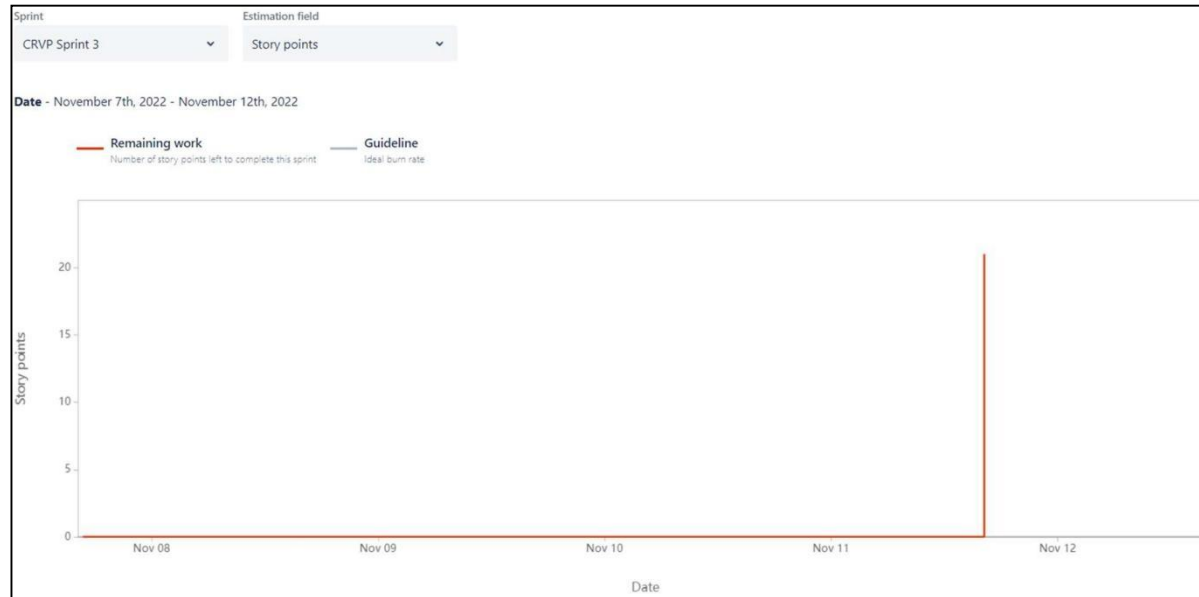 Sprint Estimation field
CRVP Sprint 3 Story points
Date - November 7th, 2022 - November 12th, 2022
Remaining work Guideline
Number of story points left to complete this sprint Ideal burn rate
Story points
20
15
10
5
0
Nov 08 Nov 09 Nov 10 Nov 11 Nov 12
Date